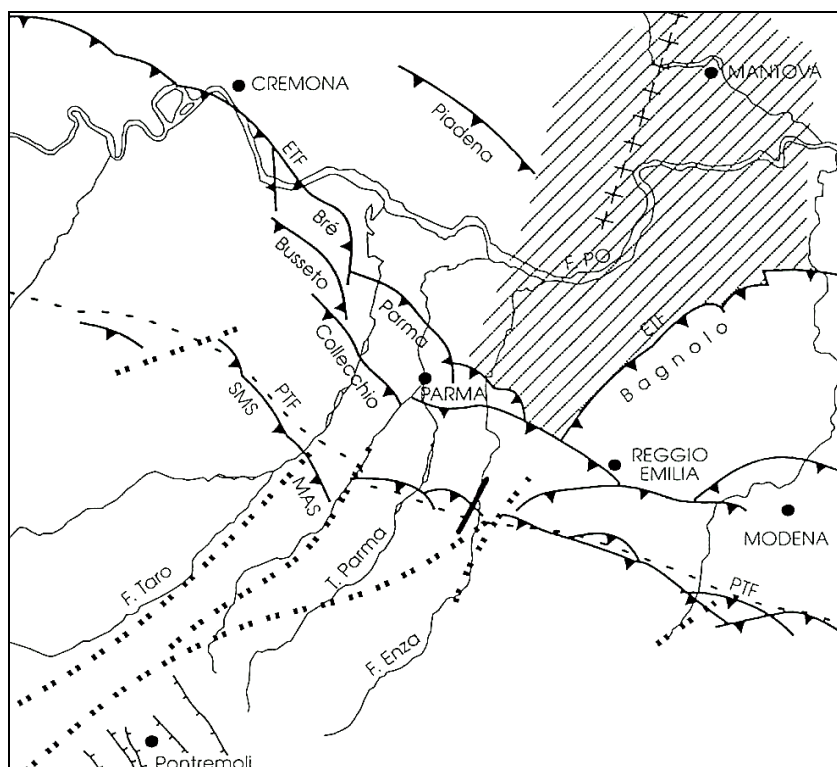 CREMONA
MANTOVA
Piadena
ETF
Bré
Busseto
F. PO
Parma
Collecchio
ETF
Bagnolo
PTF
SMS
PARMA
REGGIO
EMILIA
MAS
MODENA
F. Taro
T. Parma
PTF
F. Enza
Pontremoli